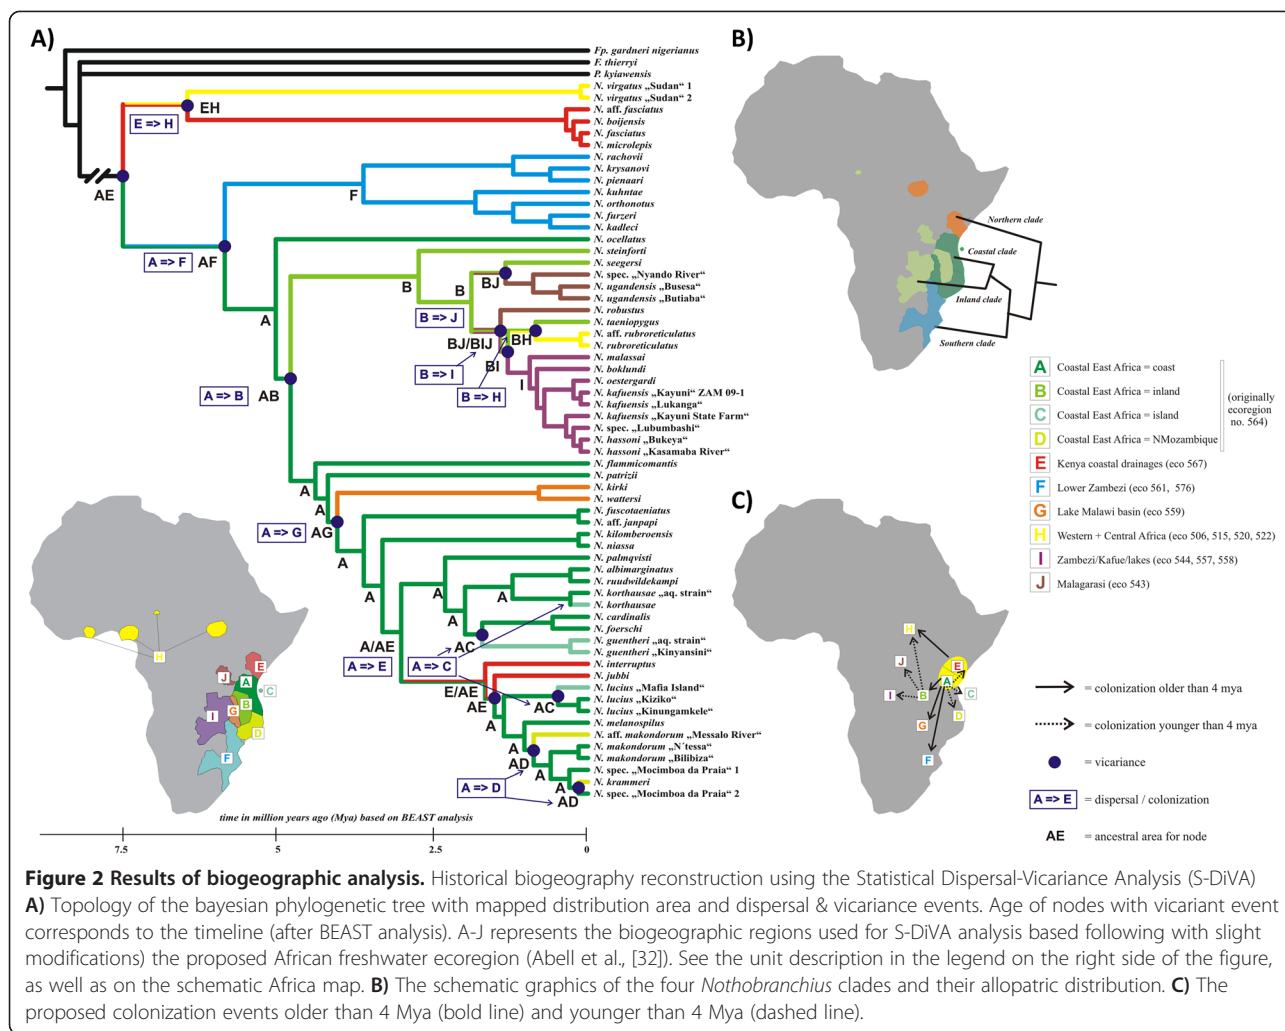 A)
Fp. gardneri nigerianus
F. thierryi
P. kyiawensis
N. virgatus „Sudan“ 1
N. virgatus „Sudan“ 2
N. aff. fasciatus
N. boijensis
N. fasciatus
N. microlepis
N. rachovii
N. krysanovi
N. pienaari
N. kuhntae
N. orthonotus
N. furzeri
N. kadleci
N. ocellatus
N. steinforti
N. seegersi
N. spec. „Nyando River“
N. ugandensis „Busesa“
N. ugandensis „Butiaba“
N. robustus
N. taeniopygus
N. aff. rubroreticulatus
N. rubroreticulatus
N. malassai
N. boklundi
N. oestergardi
N. kafuensis „Kayuni“ ZAM 09-1
N. kafuensis „Lukanga“
N. kafuensis „Kayuni State Farm“
N. spec. „Lubumbashi“
N. hassoni „Bukeya“
N. hassoni „Kasamaba River“
N. flammicomantis
N. patrizii
N. kirki
N. wattersi
N. fuscotaeniatus
N. aff. janpapi
N. kilomberoensis
N. niassa
N. palmqvisti
N. albimarginatus
N. ruudwildekampi
N. korthausae „aq. strain“
N. korthausae
N. cardinalis
N. foerschi
N. guentheri „aq. strain“
N. guentheri „Kinyansini“
N. interruptus
N. jubbi
N. lucius „Mafia Island“
N. lucius „Kiziko“
N. lucius „Kinungamkele“
N. melanospilus
N. aff. makondorum „Messalo River“
N. makondorum „N´tessa“
N. makondorum „Bilibiza“
N. spec. „Mocimboa da Praia“ 1
N. krammeri
N. spec. „Mocimboa da Praia“ 2
EH
E => H
AE
F
A => F
AF
A
B
B
BJ
B => J
BJ/BIJ
BH
BI
B => I
B => H
I
A => B
AB
A
A
A => G
AG
A
A
A
A
A
A/AE
AC
A => E
A => C
E/AE
AE
AC
A
A
AD
A
A => D
A
AD
H
E
J
A
C
I
G
B
D
F
time in million years ago (Mya) based on BEAST analysis
7.5
5
2.5
0
B)
Northern clade
Coastal clade
Inland clade
Southern clade
A Coastal East Africa = coast
B Coastal East Africa = inland
C Coastal East Africa = island
D Coastal East Africa = NMozambique
(originally
ecoregion
no. 564)
E Kenya coastal drainages (eco 567)
F Lower Zambezi (eco 561, 576)
G Lake Malawi basin (eco 559)
H Western + Central Africa (eco 506, 515, 520, 522)
I Zambezi/Kafue/lakes (eco 544, 557, 558)
J Malagarasi (eco 543)
C)
H
J
E
A
I
B
C
D
G
F
= colonization older than 4 mya
= colonization younger than 4 mya
= vicariance
A => E = dispersal / colonization
AE = ancestral area for node
Figure 2 Results of biogeographic analysis. Historical biogeography reconstruction using the Statistical Dispersal-Vicariance Analysis (S-DiVA)
A) Topology of the bayesian phylogenetic tree with mapped distribution area and dispersal & vicariance events. Age of nodes with vicariant event
corresponds to the timeline (after BEAST analysis). A-J represents the biogeographic regions used for S-DiVA analysis based following with slight
modifications) the proposed African freshwater ecoregion (Abell et al., [32]). See the unit description in the legend on the right side of the figure,
as well as on the schematic Africa map. B) The schematic graphics of the four Nothobranchius clades and their allopatric distribution. C) The
proposed colonization events older than 4 Mya (bold line) and younger than 4 Mya (dashed line).